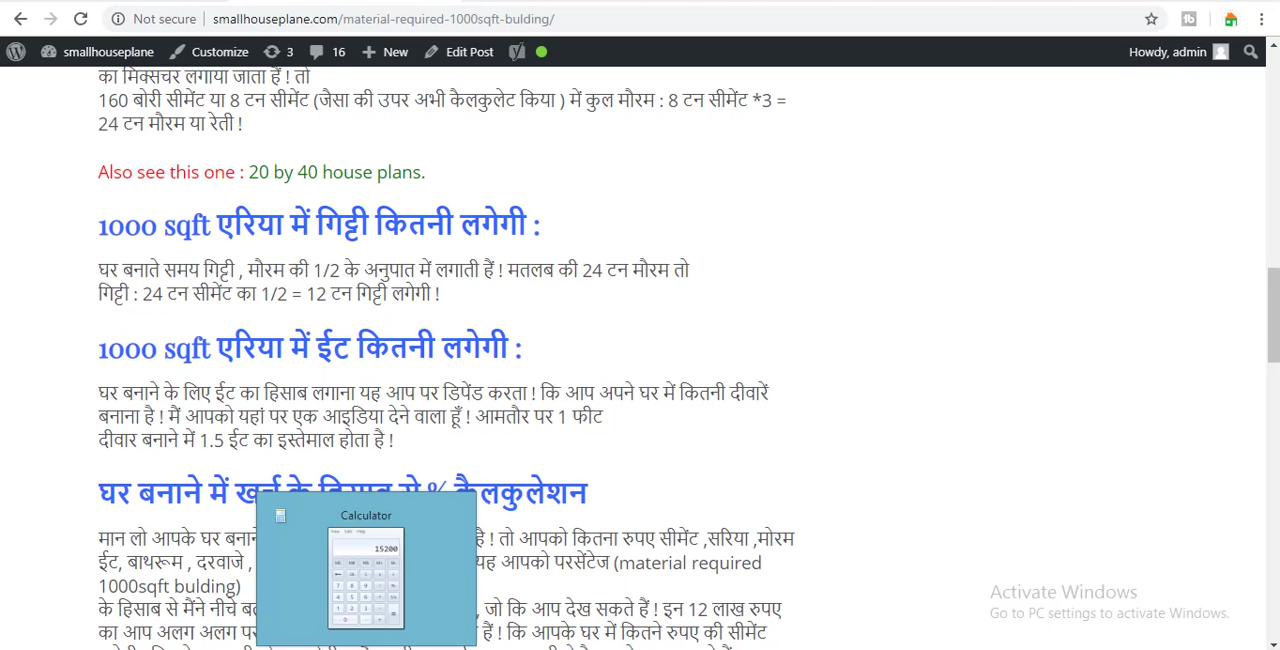 Not secure | smallhouseplane.com/material-required-1000sqft-bulding/
smallhouseplane Customize 3 16 New Edit Post Howdy, admin
का मिक्सचर लगाया जाता हैं ! तो
160 बोरी सीमेंट या 8 टन सीमेंट (जैसा की उपर अभी कैलकुलेट किया ) में कुल मौरम : 8 टन सीमेंट *3 =
24 टन मौरम या रेती !
Also see this one : 20 by 40 house plans.
1000 sqft एरिया में गिट्टी कितनी लगेगी :
घर बनाते समय गिट्टी , मौरम की 1/2 के अनुपात में लगाती हैं ! मतलब की 24 टन मौरम तो
गिट्टी : 24 टन सीमेंट का 1/2 = 12 टन गिट्टी लगेगी !
1000 sqft एरिया में ईट कितनी लगेगी :
घर बनाने के लिए ईट का हिसाब लगाना यह आप पर डिपेंड करता ! कि आप अपने घर में कितनी दीवारें
बनाना है ! मैं आपको यहां पर एक आइडिया देने वाला हूँ ! आमतौर पर 1 फीट
दीवार बनाने में 1.5 ईट का इस्तेमाल होता है !
घर बनाने में खर्च के हिसाब से % कैलकुलेशन
Calculator
15200
मान लो आपके घर बनाने है ! तो आपको कितना रुपए सीमेंट ,सरिया ,मोरम
ईट, बाथरूम , दरवाजे , यह आपको परसेंटेज (material required
1000sqft bulding)
के हिसाब से मैंने नीचे , जो कि आप देख सकते हैं ! इन 12 लाख रुपए
का आप अलग अलग हैं ! कि आपके घर में कितने रुपए की सीमेंट
Activate Windows
Go to PC settings to activate Windows.